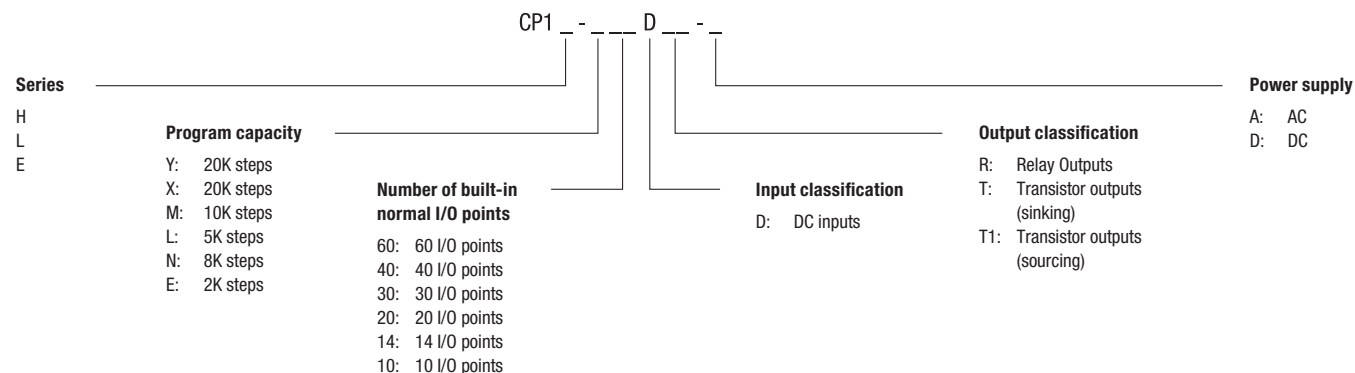 CP1 _ - _ _ _ D _ _ - _
Series
H
L
E
Program capacity
Y: 20K steps
X: 20K steps
M: 10K steps
L: 5K steps
N: 8K steps
E: 2K steps
Number of built-in
normal I/O points
60: 60 I/O points
40: 40 I/O points
30: 30 I/O points
20: 20 I/O points
14: 14 I/O points
10: 10 I/O points
Input classification
D: DC inputs
Output classification
R: Relay Outputs
T: Transistor outputs
(sinking)
T1: Transistor outputs
(sourcing)
Power supply
A: AC
D: DC